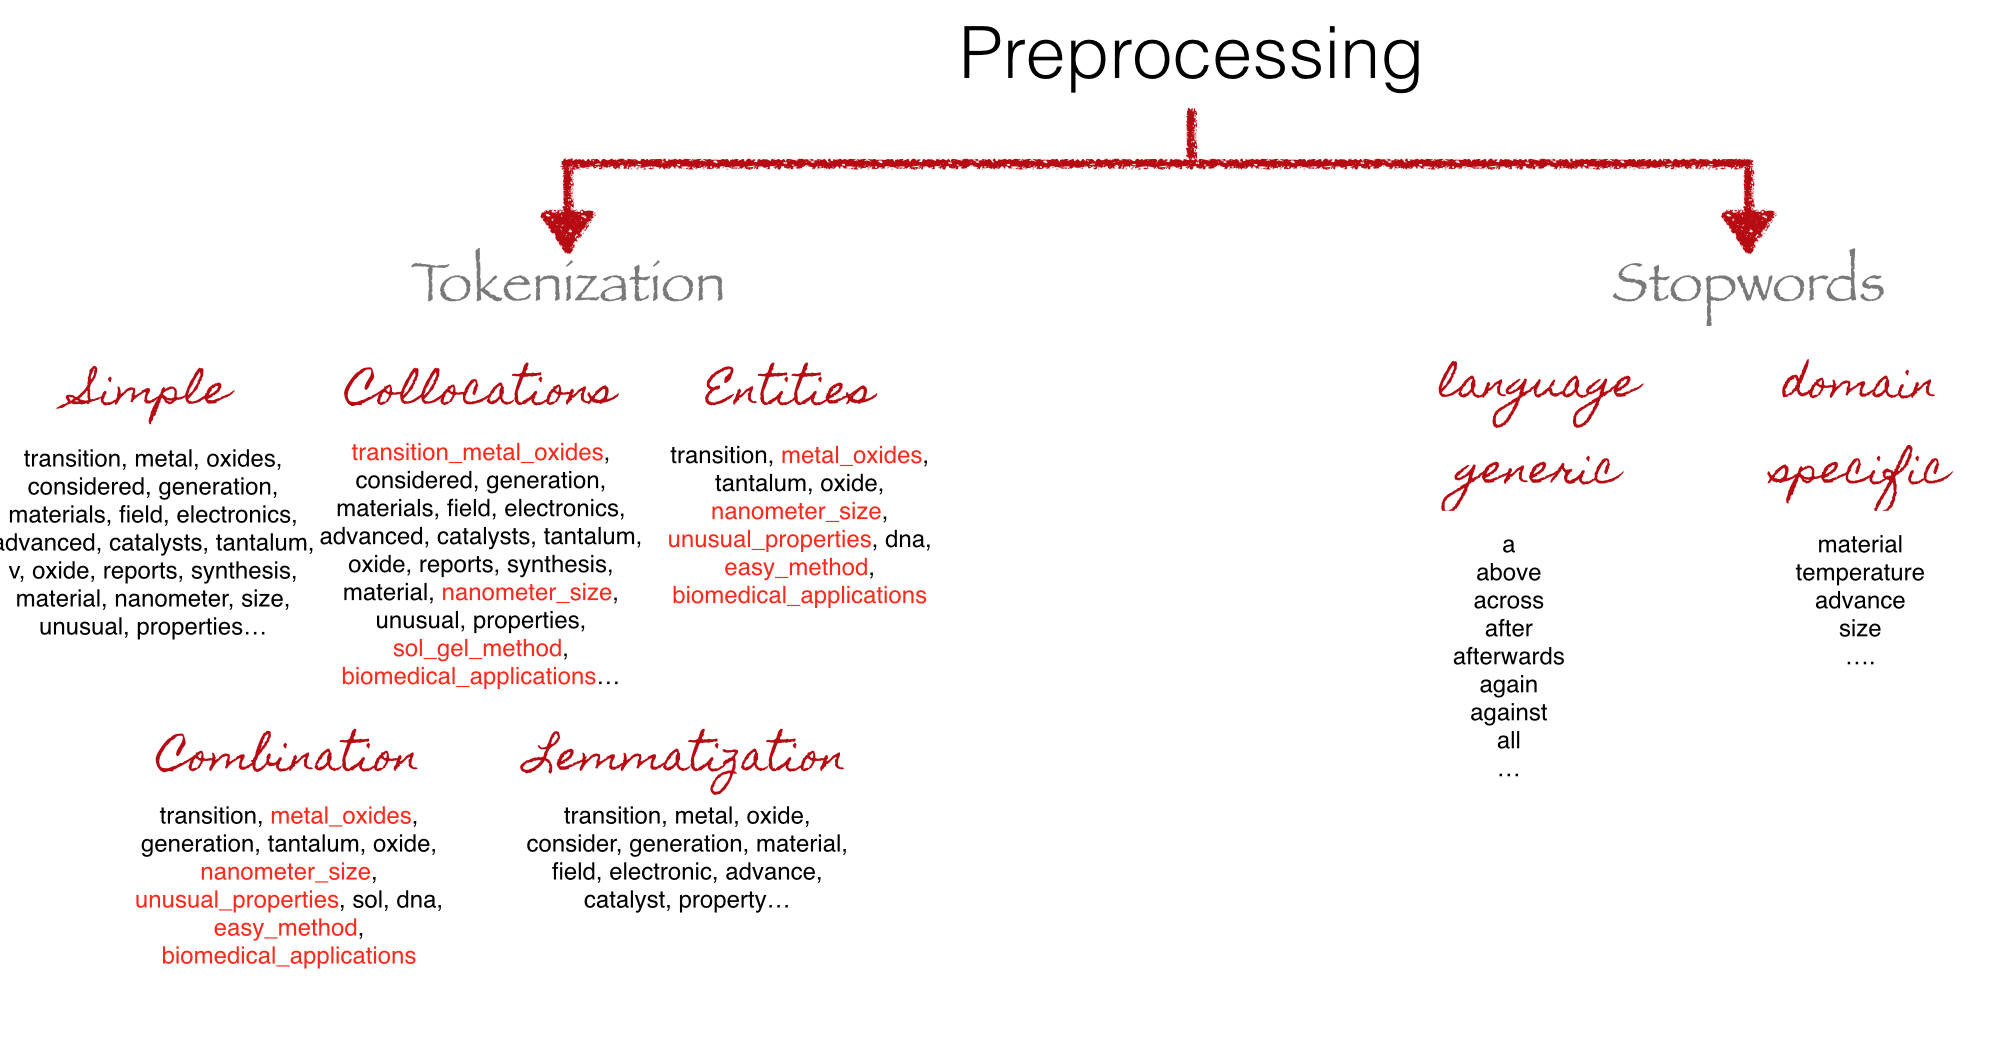 Preprocessing
Tokenization
Stopwords
Simple
transition, metal, oxides,
considered, generation,
materials, field, electronics,
advanced, catalysts, tantalum,
v, oxide, reports, synthesis,
material, nanometer, size,
unusual, properties…
Collocations
transition_metal_oxides,
considered, generation,
materials, field, electronics,
advanced, catalysts, tantalum,
oxide, reports, synthesis,
material, nanometer_size,
unusual, properties,
sol_gel_method,
biomedical_applications…
Entities
transition, metal_oxides,
tantalum, oxide,
nanometer_size,
unusual_properties, dna,
easy_method,
biomedical_applications
Combination
transition, metal_oxides,
generation, tantalum, oxide,
nanometer_size,
unusual_properties, sol, dna,
easy_method,
biomedical_applications
Lemmatization
transition, metal, oxide,
consider, generation, material,
field, electronic, advance,
catalyst, property…
language
generic
a
above
across
after
afterwards
again
against
all
…
domain
specific
material
temperature
advance
size
….